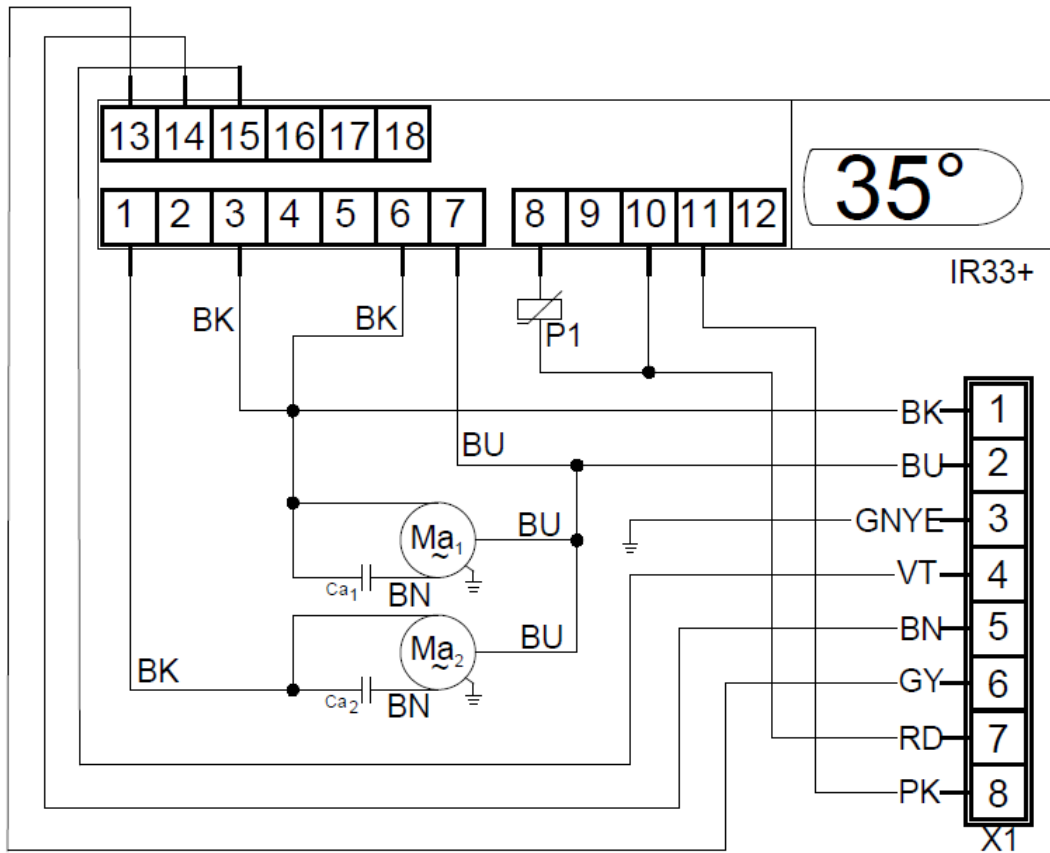 13 14 15 16 17 18
35°
1 2 3 4 5 6 7 8 9 10 11 12
IR33+
BK BK
P1
BK 1
BU BU 2
GNYE 3
Ma1 BU
~
VT 4
Ca1 BN
BN 5
Ma2 BU
~
BK GY 6
Ca2 BN
RD 7
PK 8
X1